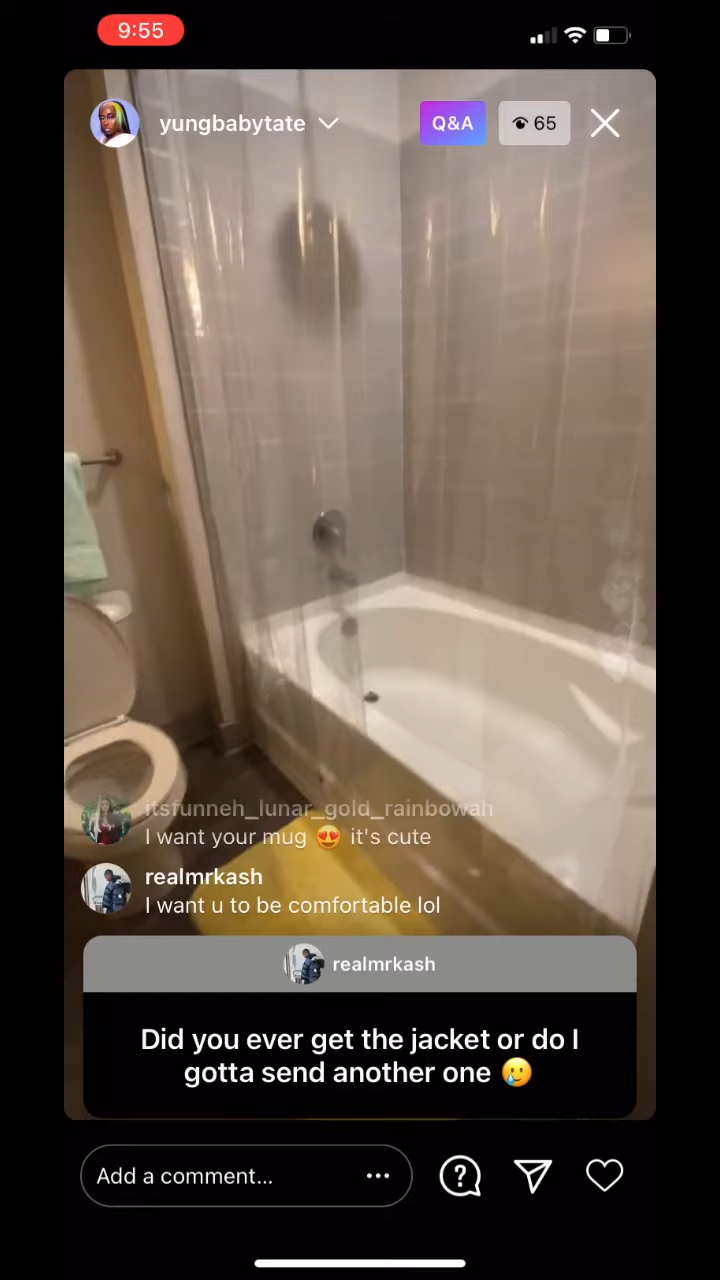 9:55
yungbabytate
Q&A
65
itsfunneh_lunar_gold_rainbowah
I want your mug 😍 it's cute
realmrkash
I want u to be comfortable lol
realmrkash
Did you ever get the jacket or do I
gotta send another one 🥲
Add a comment...